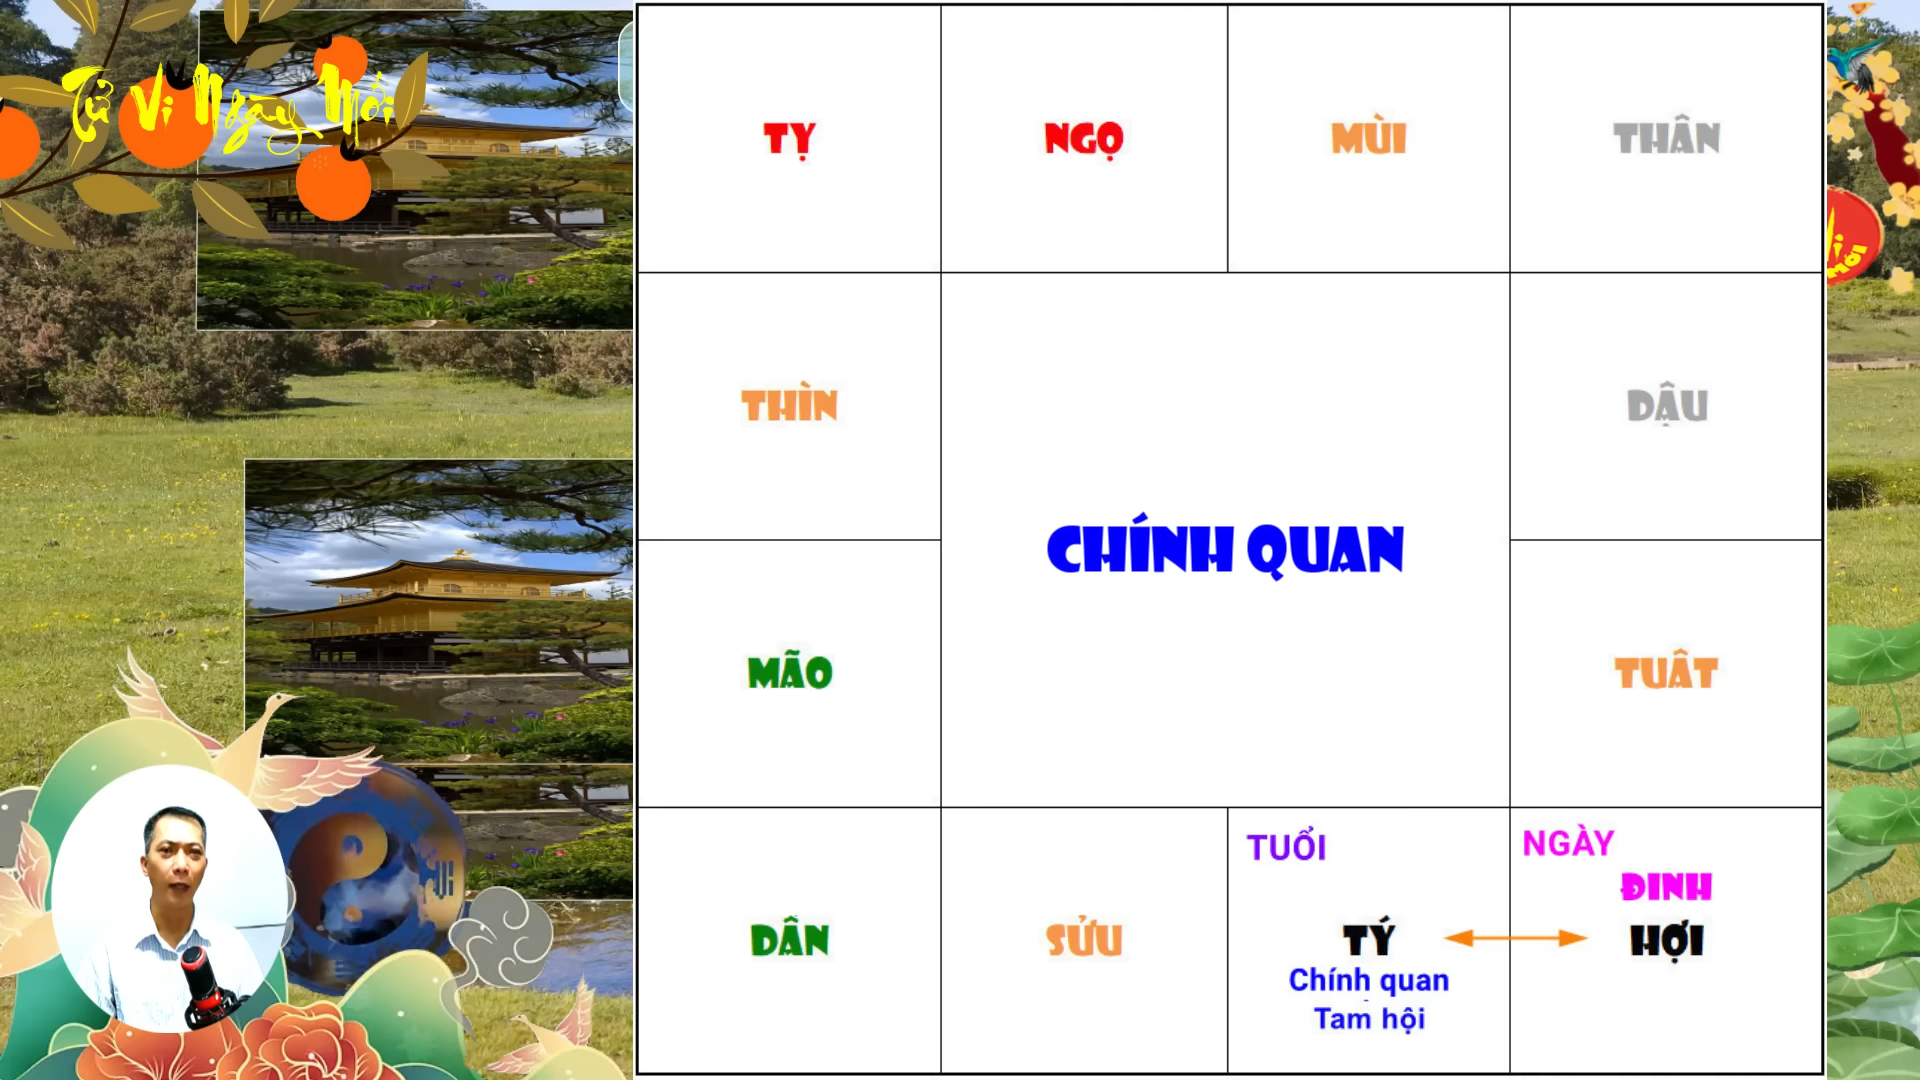 Tử Vi Ngày Mới
TỴ
NGỌ
MÙI
THÂN
THÌN
DẬU
CHÍNH QUAN
MÃO
TUẤT
TUỔI
NGÀY
ĐINH
DẦN
SỬU
TÝ
HỢI
Chính quan
Tam hội